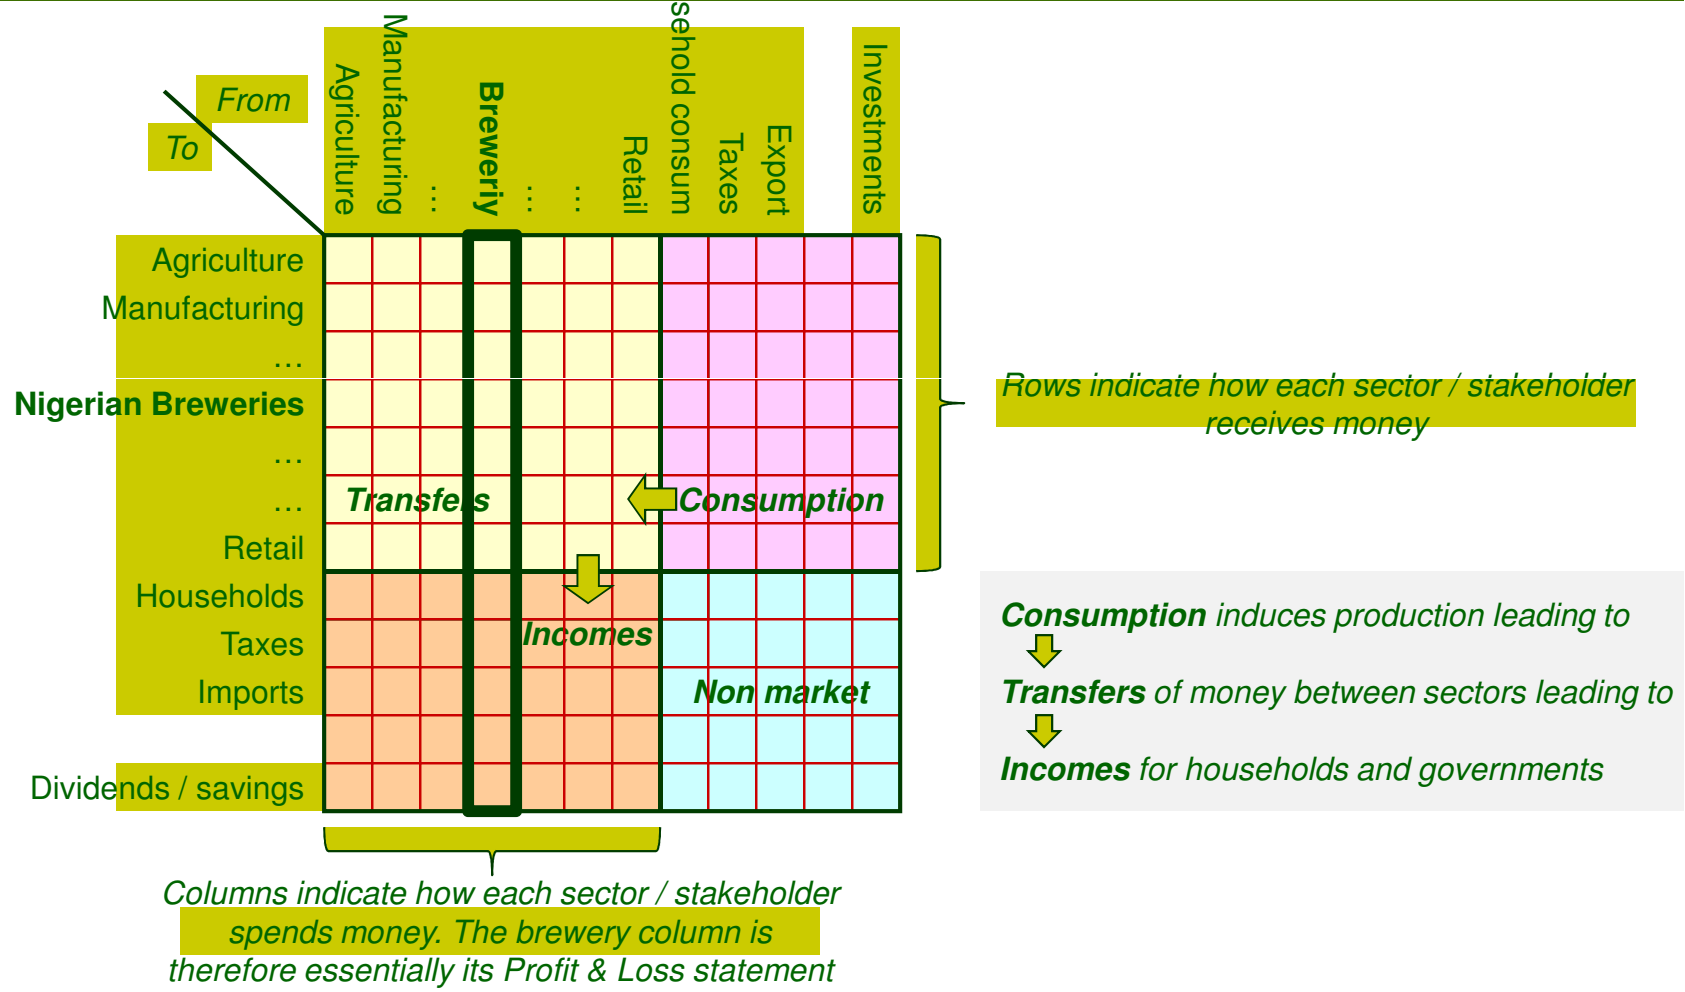 From
To
Agriculture
Manufacturing
…
Breweriy
…
…
Retail
sehold consum
Taxes
Export
Investments
Agriculture
Manufacturing
…
Nigerian Breweries
…
…
Retail
Households
Taxes
Imports
Dividends / savings
Transfers
Consumption
Incomes
Non market
Rows indicate how each sector / stakeholder
receives money
Consumption induces production leading to
Transfers of money between sectors leading to
Incomes for households and governments
Columns indicate how each sector / stakeholder
spends money. The brewery column is
therefore essentially its Profit & Loss statement